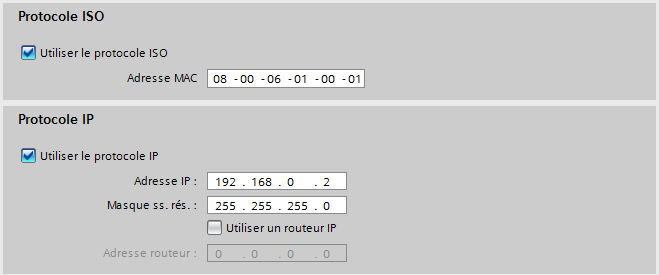 Protocole ISO
Utiliser le protocole ISO
Adresse MAC 08 -00 -06 -01 -00 -01
Protocole IP
Utiliser le protocole IP
Adresse IP : 192 . 168 . 0 . 2
Masque ss. rés. : 255 . 255 . 255 . 0
Utiliser un routeur IP
Adresse routeur : 0 . 0 . 0 . 0